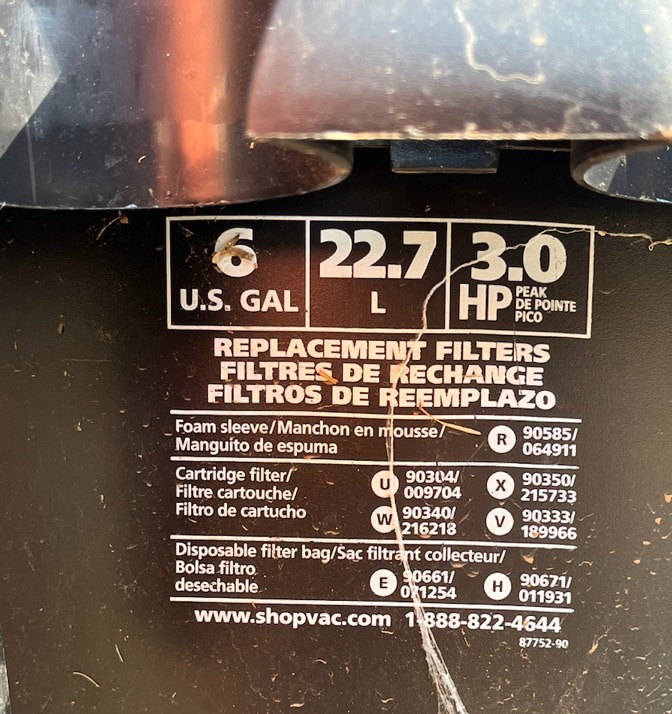 6 22.7 3.0
U.S. GAL L HP PEAK
DE POINTE
PICO
REPLACEMENT FILTERS
FILTRES DE RECHANGE
FILTROS DE REEMPLAZO
Foam sleeve/Manchon en mousse/
Manguito de espuma
R 90585/
064911
Cartridge filter/
Filtre cartouche/
Filtro de cartucho
U 90304/
009704
X 90350/
215733
W 90340/
216218
V 90333/
189966
Disposable filter bag/Sac filtrant collecteur/
Bolsa filtro
desechable
E 90661/
071254
H 90671/
011931
www.shopvac.com 1-888-822-4644
87752-90